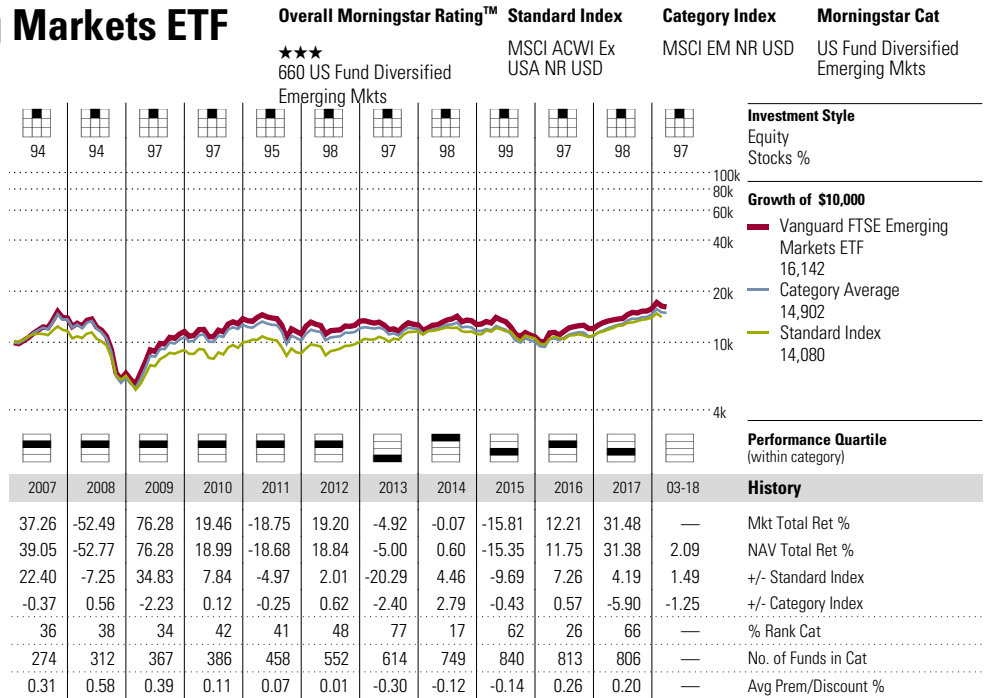 g Markets ETF
Overall Morningstar Rating™ Standard Index Category Index Morningstar Cat
★★★ MSCI ACWI Ex MSCI EM NR USD US Fund Diversified
660 US Fund Diversified USA NR USD Emerging Mkts
Emerging Mkts
Investment Style
Equity
94 94 97 97 95 98 97 98 99 97 98 97 Stocks %
100k
80k
60k
40k
20k
10k
4k
Growth of $10,000
Vanguard FTSE Emerging
Markets ETF
16,142
Category Average
14,902
Standard Index
14,080
Performance Quartile
(within category)
2007 2008 2009 2010 2011 2012 2013 2014 2015 2016 2017 03-18 History
37.26 -52.49 76.28 19.46 -18.75 19.20 -4.92 -0.07 -15.81 12.21 31.48 — Mkt Total Ret %
39.05 -52.77 76.28 18.99 -18.68 18.84 -5.00 0.60 -15.35 11.75 31.38 2.09 NAV Total Ret %
22.40 -7.25 34.83 7.84 -4.97 2.01 -20.29 4.46 -9.69 7.26 4.19 1.49 +/- Standard Index
-0.37 0.56 -2.23 0.12 -0.25 0.62 -2.40 2.79 -0.43 0.57 -5.90 -1.25 +/- Category Index
36 38 34 42 41 48 77 17 62 26 66 — % Rank Cat
274 312 367 386 458 552 614 749 840 813 806 — No. of Funds in Cat
0.31 0.58 0.39 0.11 0.07 0.01 -0.30 -0.12 -0.14 0.26 0.20 — Avg Prem/Discount %